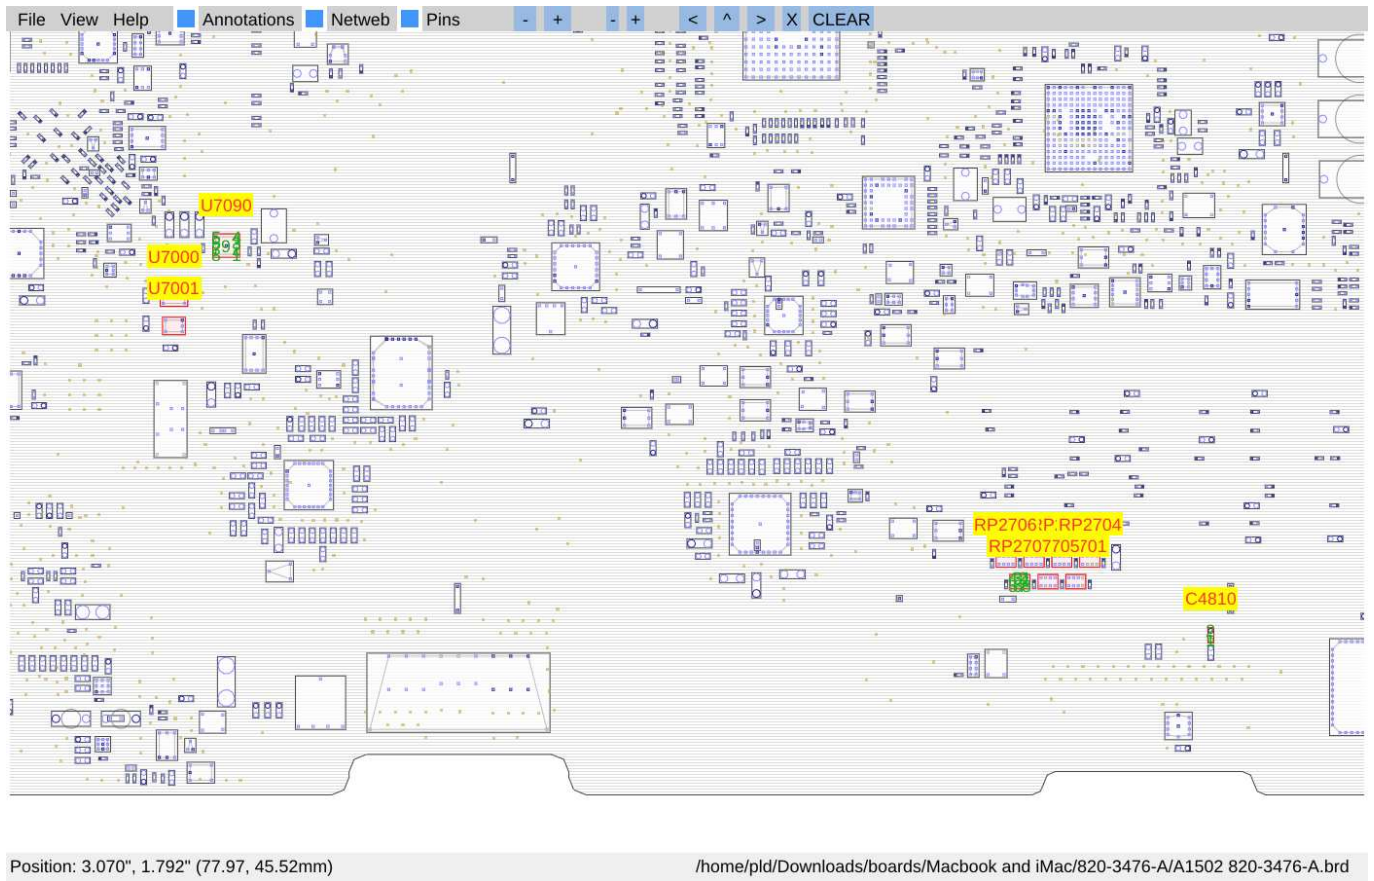 File View Help Annotations Netweb Pins - + - + < ^ > X CLEAR
U7090
U7000
U7001
RP2706 RP2704
RP2707705701
C4810
Position: 3.070", 1.792" (77.97, 45.52mm)
/home/pld/Downloads/boards/Macbook and iMac/820-3476-A/A1502 820-3476-A.brd